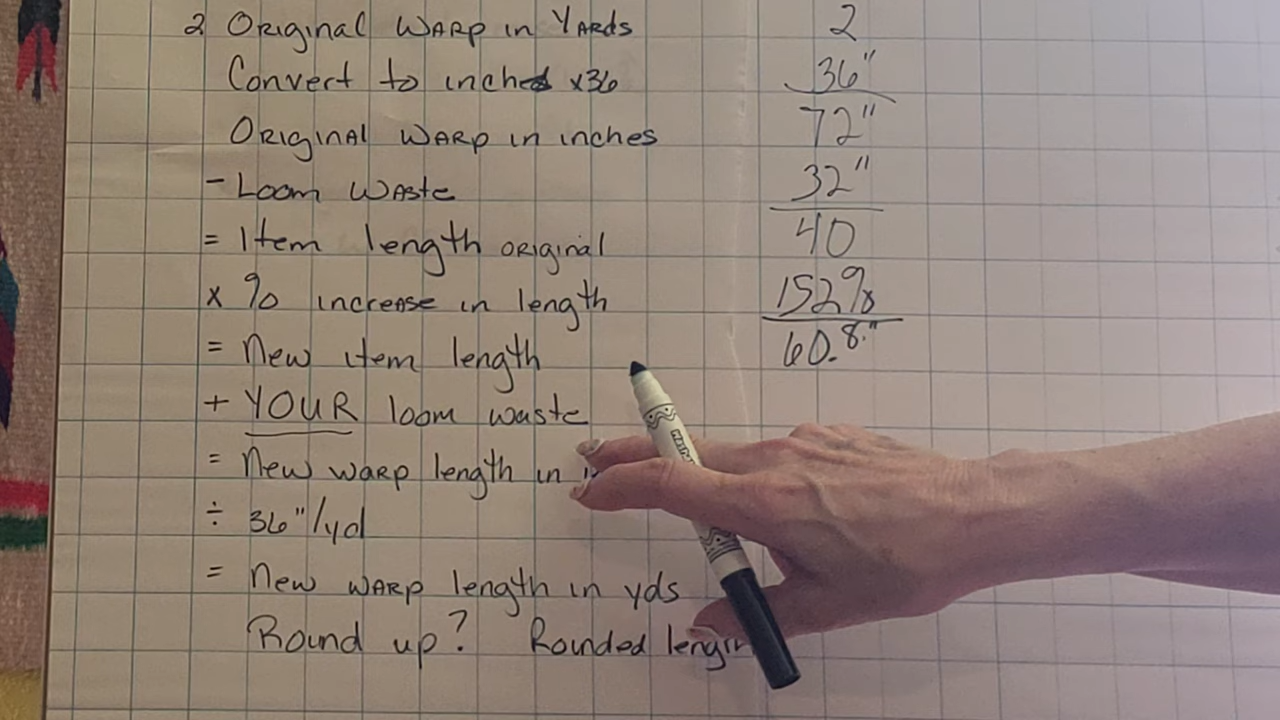 2 Original Warp in Yards 2
Convert to inches x36 36"
Original Warp in inches 72"
- Loom Waste 32"
= Item length original 40
x % increase in length 152%
= New item length 60.8"
+ YOUR loom waste
= New warp length in
÷ 36"/yd
= New warp length in yds
Round up? Rounded length